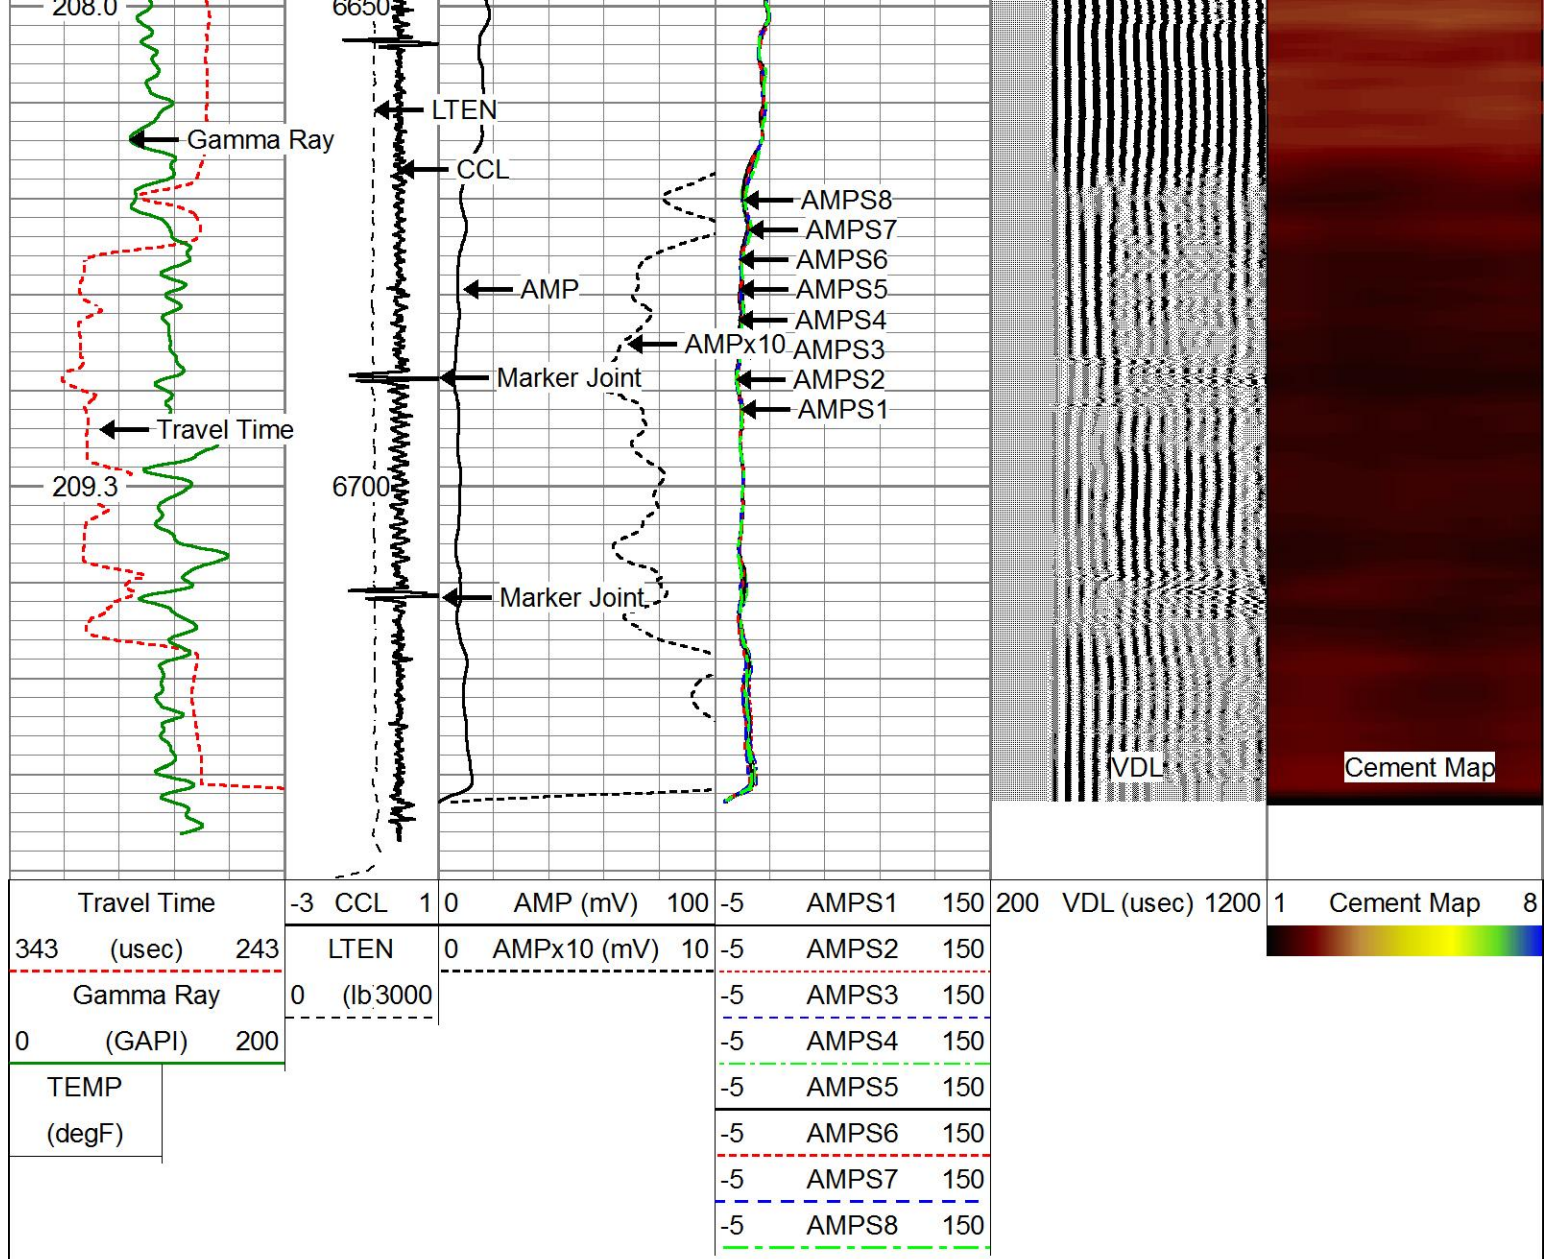 208.0 6650
LTEN
Gamma Ray
CCL
AMPS8
AMPS7
AMPS6
AMP AMPS5
AMPS4
AMPx10 AMPS3
Marker Joint AMPS2
AMPS1
Travel Time
209.3 6700
Marker Joint
VDL Cement Map
Travel Time -3 CCL 1 0 AMP (mV) 100 -5 AMPS1 150 200 VDL (usec) 1200 1 Cement Map 8
343 (usec) 243 LTEN 0 AMPx10 (mV) 10 -5 AMPS2 150
Gamma Ray 0 (lb 3000 -5 AMPS3 150
0 (GAPI) 200 -5 AMPS4 150
TEMP -5 AMPS5 150
(degF) -5 AMPS6 150
-5 AMPS7 150
-5 AMPS8 150